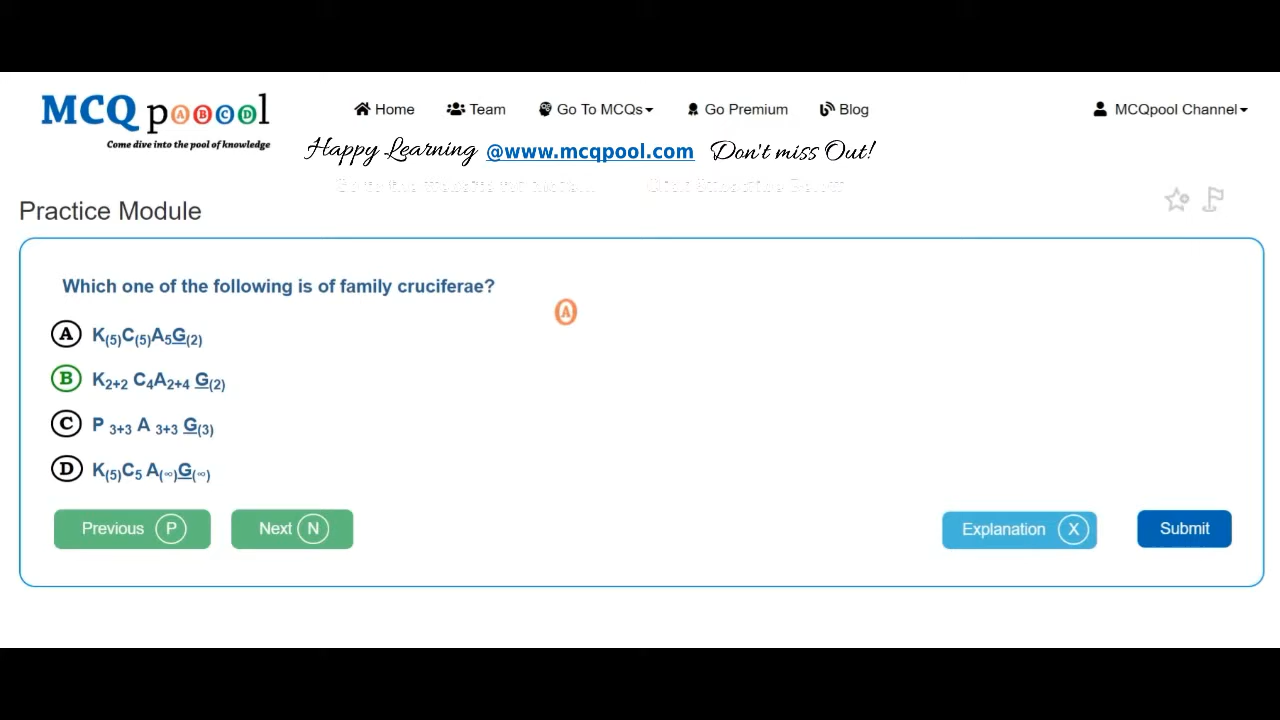 MCQ pooool
Come dive into the pool of knowledge
Home Team Go To MCQs Go Premium Blog MCQpool Channel
Happy Learning @www.mcqpool.com Don't miss Out!
Practice Module
Which one of the following is of family cruciferae?
A
A K(5)C(5)A5G(2)
B K2+2 C4A2+4 G(2)
C P 3+3 A 3+3 G(3)
D K(5)C5 A(∞)G(∞)
Previous P Next N Explanation X Submit